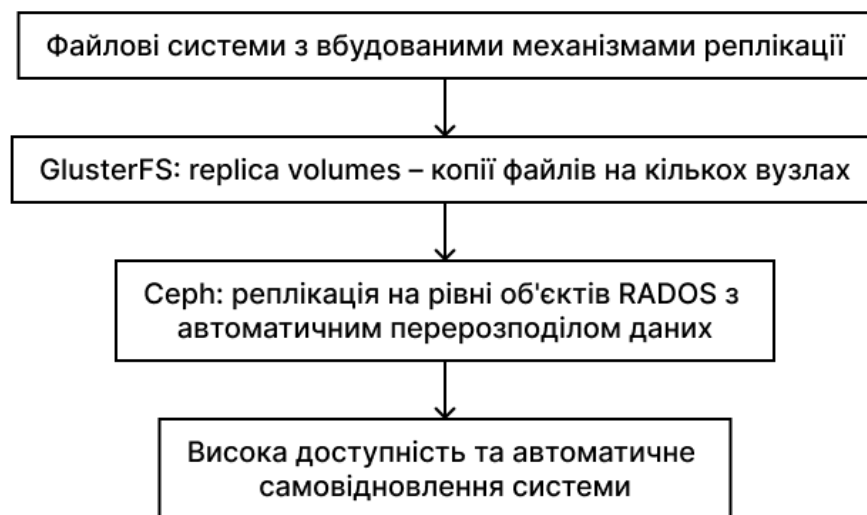 Файлові системи з вбудованими механізмами реплікації
GlusterFS: replica volumes – копії файлів на кількох вузлах
Ceph: реплікація на рівні об'єктів RADOS з
автоматичним перерозподілом даних
Висока доступність та автоматичне
самовідновлення системи